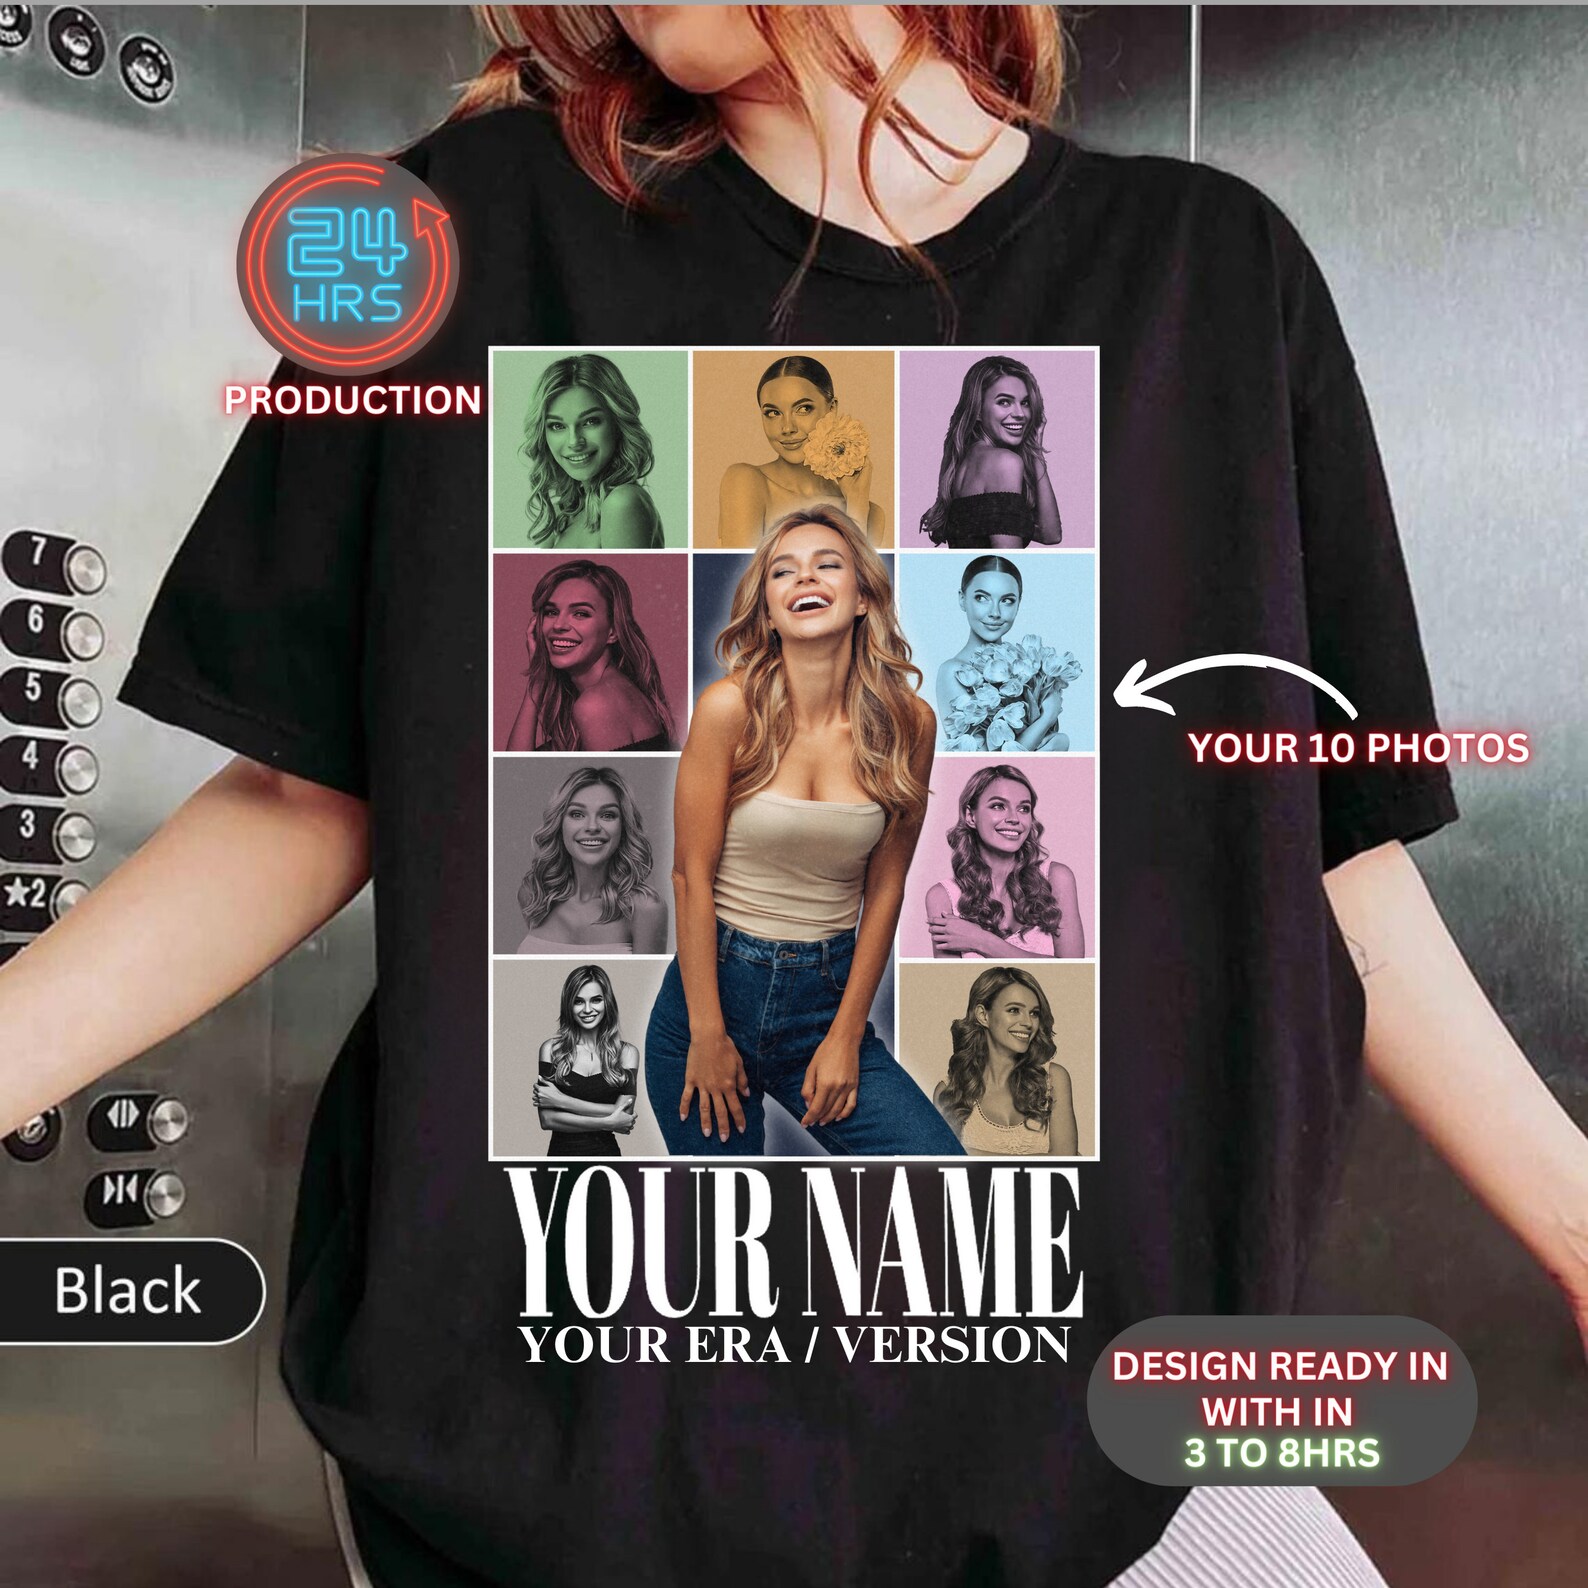 24
HRS
PRODUCTION
7
6
5
4
3
★2
YOUR 10 PHOTOS
YOUR NAME
YOUR ERA / VERSION
Black
DESIGN READY IN
WITH IN
3 TO 8HRS